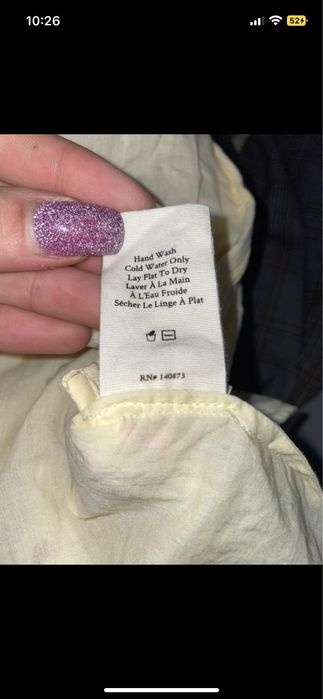 10:26
52
Hand Wash
Cold Water Only
Lay Flat To Dry
Laver À La Main
À L'Eau Froide
Sécher Le Linge À Plat
RN# 140873